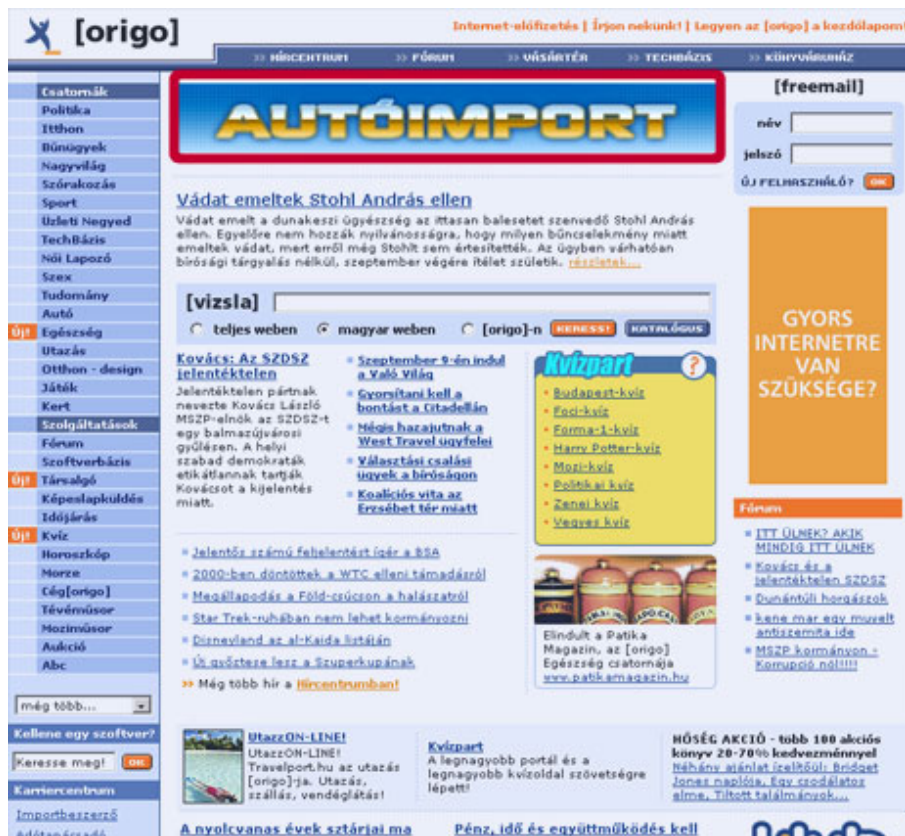 [origo]
Internet-előfizetés | Írjon nekünk! | Legyen az [origo] a kezdőlapom!
>> HÍRCENTRUM >> FÓRUM >> VÁSÁRTÉR >> TECHBÁZIS >> KÖNYVÁRUHÁZ
Csatornák
Politika
Itthon
Bűnügyek
Nagyvilág
Szórakozás
Sport
Üzleti Negyed
TechBázis
Női Lapozó
Szex
Tudomány
Autó
Új! Egészség
Utazás
Otthon - design
Játék
Kert
Szolgáltatások
Fórum
Szoftverbázis
Új! Társalgó
Képeslapküldés
Időjárás
Új! Kvíz
Horoszkóp
Morze
Cég[origo]
Tévéműsor
Moziműsor
Aukció
Abc
még több...
Kellene egy szoftver?
Keresse meg! OK
Karriercentrum
Importbeszerző
AUTÓIMPORT
Vádat emeltek Stohl András ellen
Vádat emelt a dunakeszi ügyészség az ittasan balesetet szenvedő Stohl András
ellen. Egyelőre nem hozzák nyilvánosságra, hogy milyen bűncselekmény miatt
emeltek vádat, mert erről még Stohlt sem értesítették. Az ügyben várhatóan
bírósági tárgyalás nélkül, szeptember végére ítélet születik. részletek...
[vizsla]
teljes weben magyar weben [origo]-n KERESS! KATALÓGUS
Kovács: Az SZDSZ
jelentéktelen
Jelentéktelen pártnak
nevezte Kovács László
MSZP-elnök az SZDSZ-t
egy balmazújvárosi
gyűlésen. A helyi
szabad demokraták
etikátlannak tartják
Kovácsot a kijelentés
miatt.
Szeptember 9-én indul
a Való Világ
Gyorsítani kell a
bontást a Citadellán
Mégis hazajutnak a
West Travel ügyfelei
Választási csalási
ügyek a bíróságon
Koalíciós vita az
Erzsébet tér miatt
Kvízpart ?
Budapest-kvíz
Foci-kvíz
Forma-1-kvíz
Harry Potter-kvíz
Mozi-kvíz
Politikai kvíz
Zenei kvíz
Vegyes kvíz
Jelentős számú feljelentést ígér a BSA
2000-ben döntöttek a WTC elleni támadásról
Megállapodás a Föld-csúcson a halászatról
Star Trek-ruhában nem lehet kormányozni
Disneyland az al-Kaida listáján
Új győztese lesz a Szuperkupának
>> Még több hír a Hírcentrumban!
Elindult a Patika
Magazin, az [origo]
Egészség csatornája
www.patikamagazin.hu
UtazzON-LINE!
UtazzON-LINE!
Travelport.hu az utazás
[origo]-ja. Utazás,
szállás, vendéglátás!
Kvízpart
A legnagyobb portál és a
legnagyobb kvízoldal szövetségre
lépett!
HŐSÉG AKCIÓ - több 100 akciós
könyv 20-70% kedvezménnyel
Néhány ajánlat ízelítőül: Bridget
Jones naplója, Egy csodálatos
elme, Tiltott találmányok...
A nyolcvanas évek sztárjai ma
Pénz, idő és együttműködés kell
[freemail]
név
jelszó
ÚJ FELHASZNÁLÓ? OK
GYORS
INTERNETRE
VAN
SZÜKSÉGE?
Fórum
ITT ÜLNEK? AKIK
MINDIG ITT ÜLNEK
Kovács és a
jelentéktelen SZDSZ
Dunántúli horgászok
kene mar egy muvelt
antiszemita ide
MSZP kormányon -
Korrupció nöl!!!!